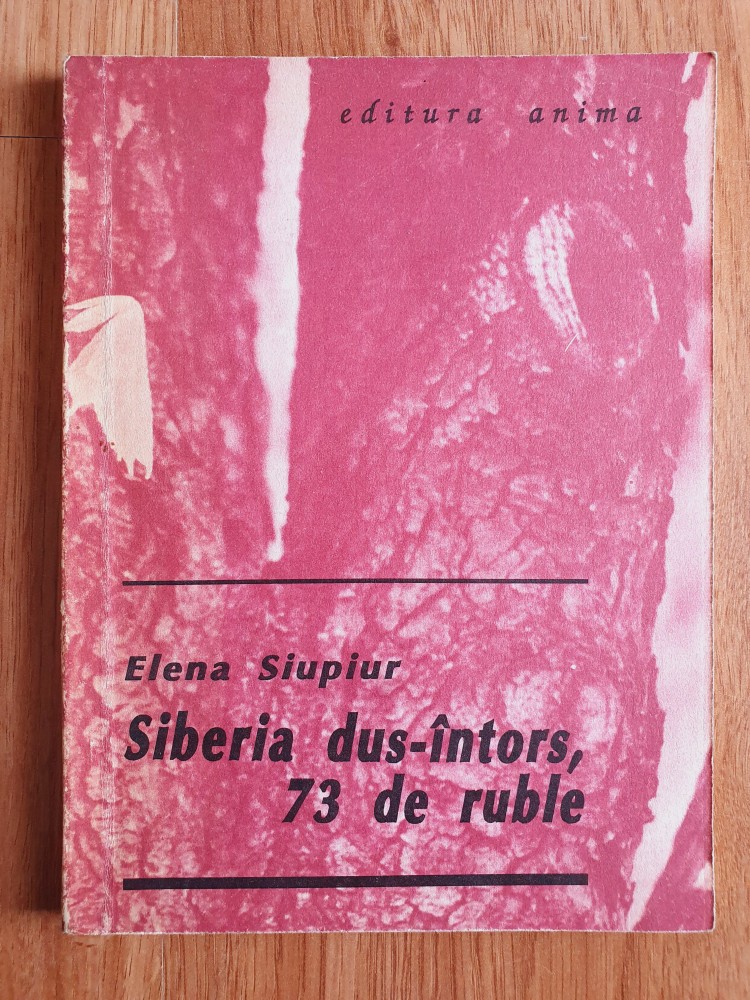 editura anima
Elena Siupiur
Siberia dus-întors,
73 de ruble